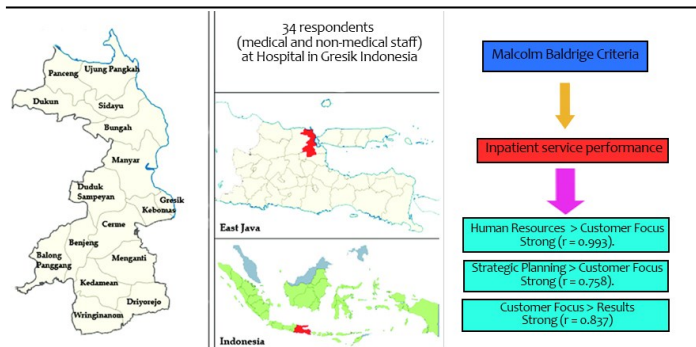 Panceng
Ujung Pangkah
Dukun
Sidayu
Bungah
Manyar
Duduk
Sampeyan
Gresik
Kebomas
Cerme
Benjeng
Balong
Panggang
Menganti
Kedamean
Driyorejo
Wringinanom
34 respondents
(medical and non-medical staff)
at Hospital in Gresik Indonesia
East Java
Indonesia
Malcolm Baldrige Criteria
Inpatient service performance
Human Resources > Customer Focus
Strong (r = 0.993).
Strategic Planning > Customer Focus
Strong (r = 0.758).
Customer Focus > Results
Strong (r = 0.837)